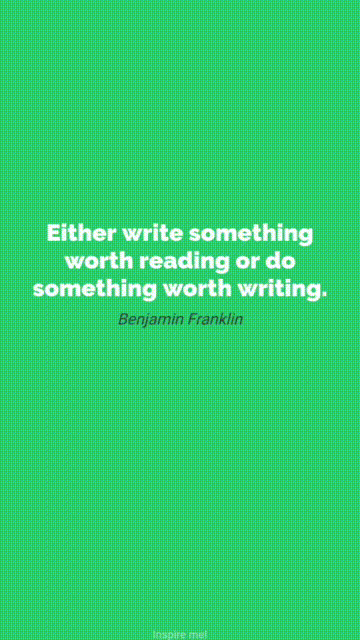 Either write something
worth reading or do
something worth writing.
Benjamin Franklin
Inspire me!